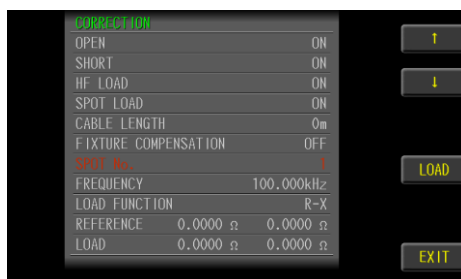 CORRECTION
OPEN ON
SHORT ON
HF LOAD ON
SPOT LOAD ON
CABLE LENGTH 0m
FIXTURE COMPENSATION OFF
SPOT No.
FREQUENCY 100.000kHz
LOAD FUNCTION R-X
REFERENCE 0.0000 Ω 0.0000 Ω
LOAD 0.0000 Ω 0.0000 Ω
↑
↓
LOAD
EXIT